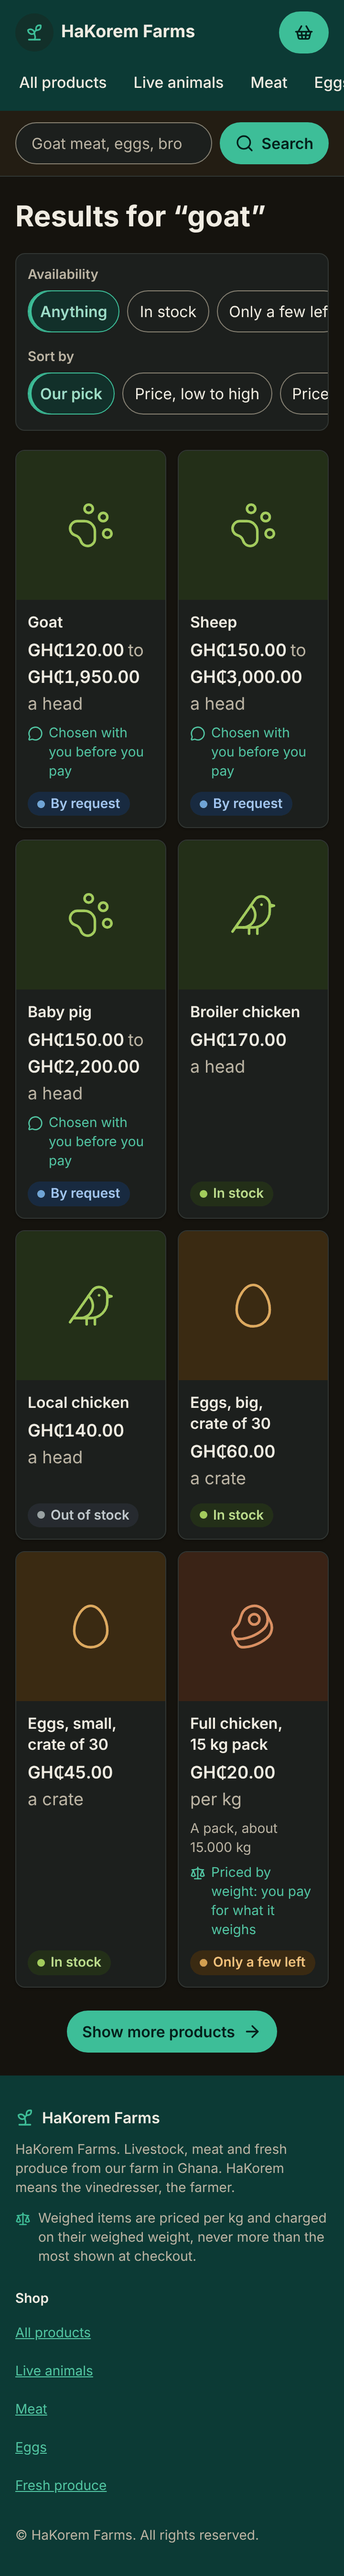 HaKorem Farms
All products Live animals Meat Eggs
Goat meat, eggs, bro
Search
Results for “goat”
Availability
Anything In stock Only a few lef
Sort by
Our pick Price, low to high Price
Goat
GH₵120.00 to
GH₵1,950.00
a head
Chosen with
you before you
pay
By request
Sheep
GH₵150.00 to
GH₵3,000.00
a head
Chosen with
you before you
pay
By request
Baby pig
GH₵150.00 to
GH₵2,200.00
a head
Chosen with
you before you
pay
By request
Broiler chicken
GH₵170.00
a head
In stock
Local chicken
GH₵140.00
a head
Out of stock
Eggs, big,
crate of 30
GH₵60.00
a crate
In stock
Eggs, small,
crate of 30
GH₵45.00
a crate
In stock
Full chicken,
15 kg pack
GH₵20.00
per kg
A pack, about
15.000 kg
Priced by
weight: you pay
for what it
weighs
Only a few left
Show more products
HaKorem Farms
HaKorem Farms. Livestock, meat and fresh
produce from our farm in Ghana. HaKorem
means the vinedresser, the farmer.
Weighed items are priced per kg and charged
on their weighed weight, never more than the
most shown at checkout.
Shop
All products
Live animals
Meat
Eggs
Fresh produce
© HaKorem Farms. All rights reserved.